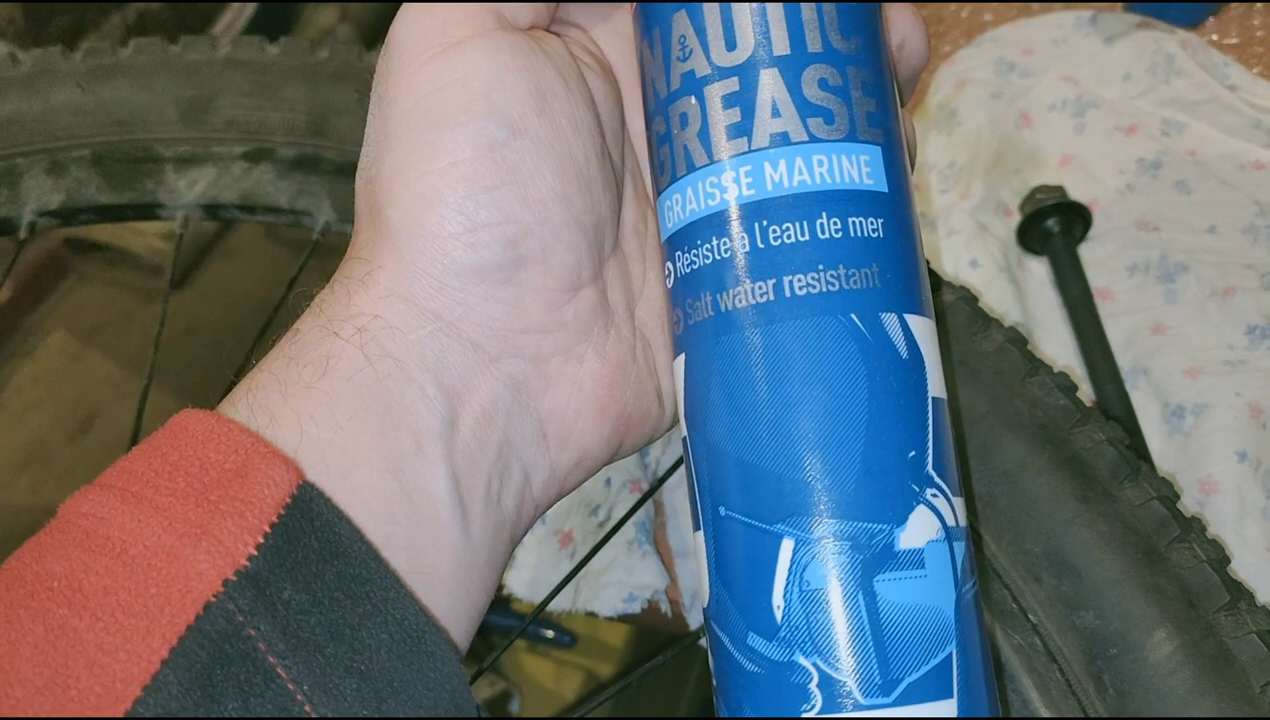 NAUTIC
GREASE
GRAISSE MARINE
Résiste à l'eau de mer
Salt water resistant